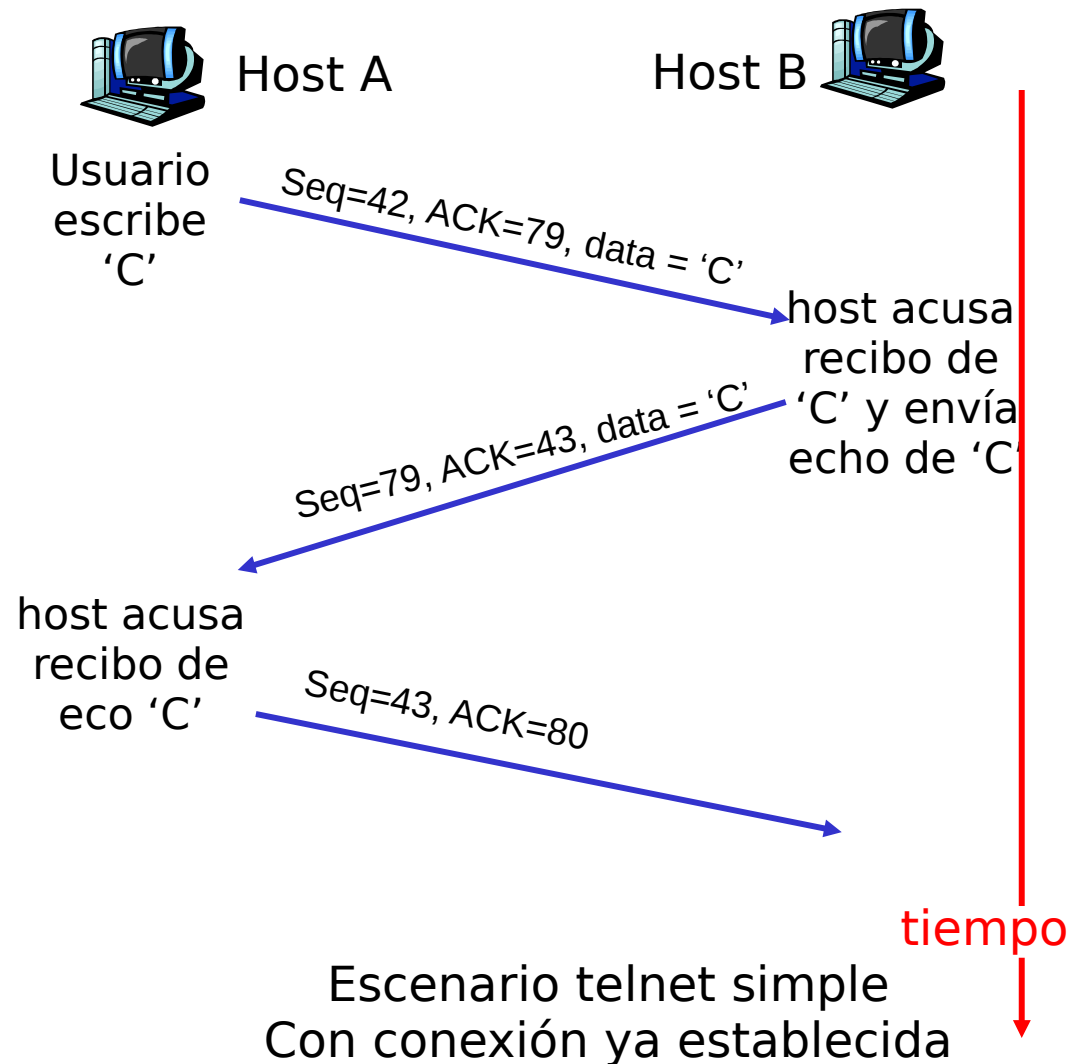 Host A
Host B
Usuario
escribe
‘C’
Seq=42, ACK=79, data = ‘C’
host acusa
recibo de
‘C’ y envía
echo de ‘C’
Seq=79, ACK=43, data = ‘C’
host acusa
recibo de
eco ‘C’
Seq=43, ACK=80
tiempo
Escenario telnet simple
Con conexión ya establecida